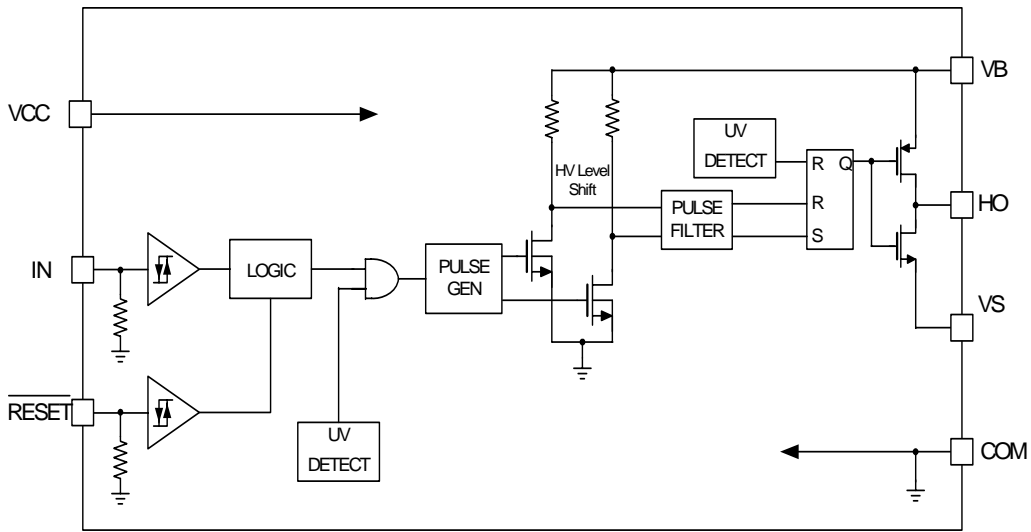 VCC
IN
RESET
LOGIC
UV
DETECT
PULSE
GEN
HV Level
Shift
UV
DETECT
PULSE
FILTER
R
Q
R
S
VB
HO
VS
COM